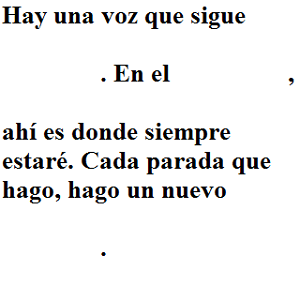 Hay una voz que sigue
. En el ,
ahí es donde siempre
estaré. Cada parada que
hago, hago un nuevo
.